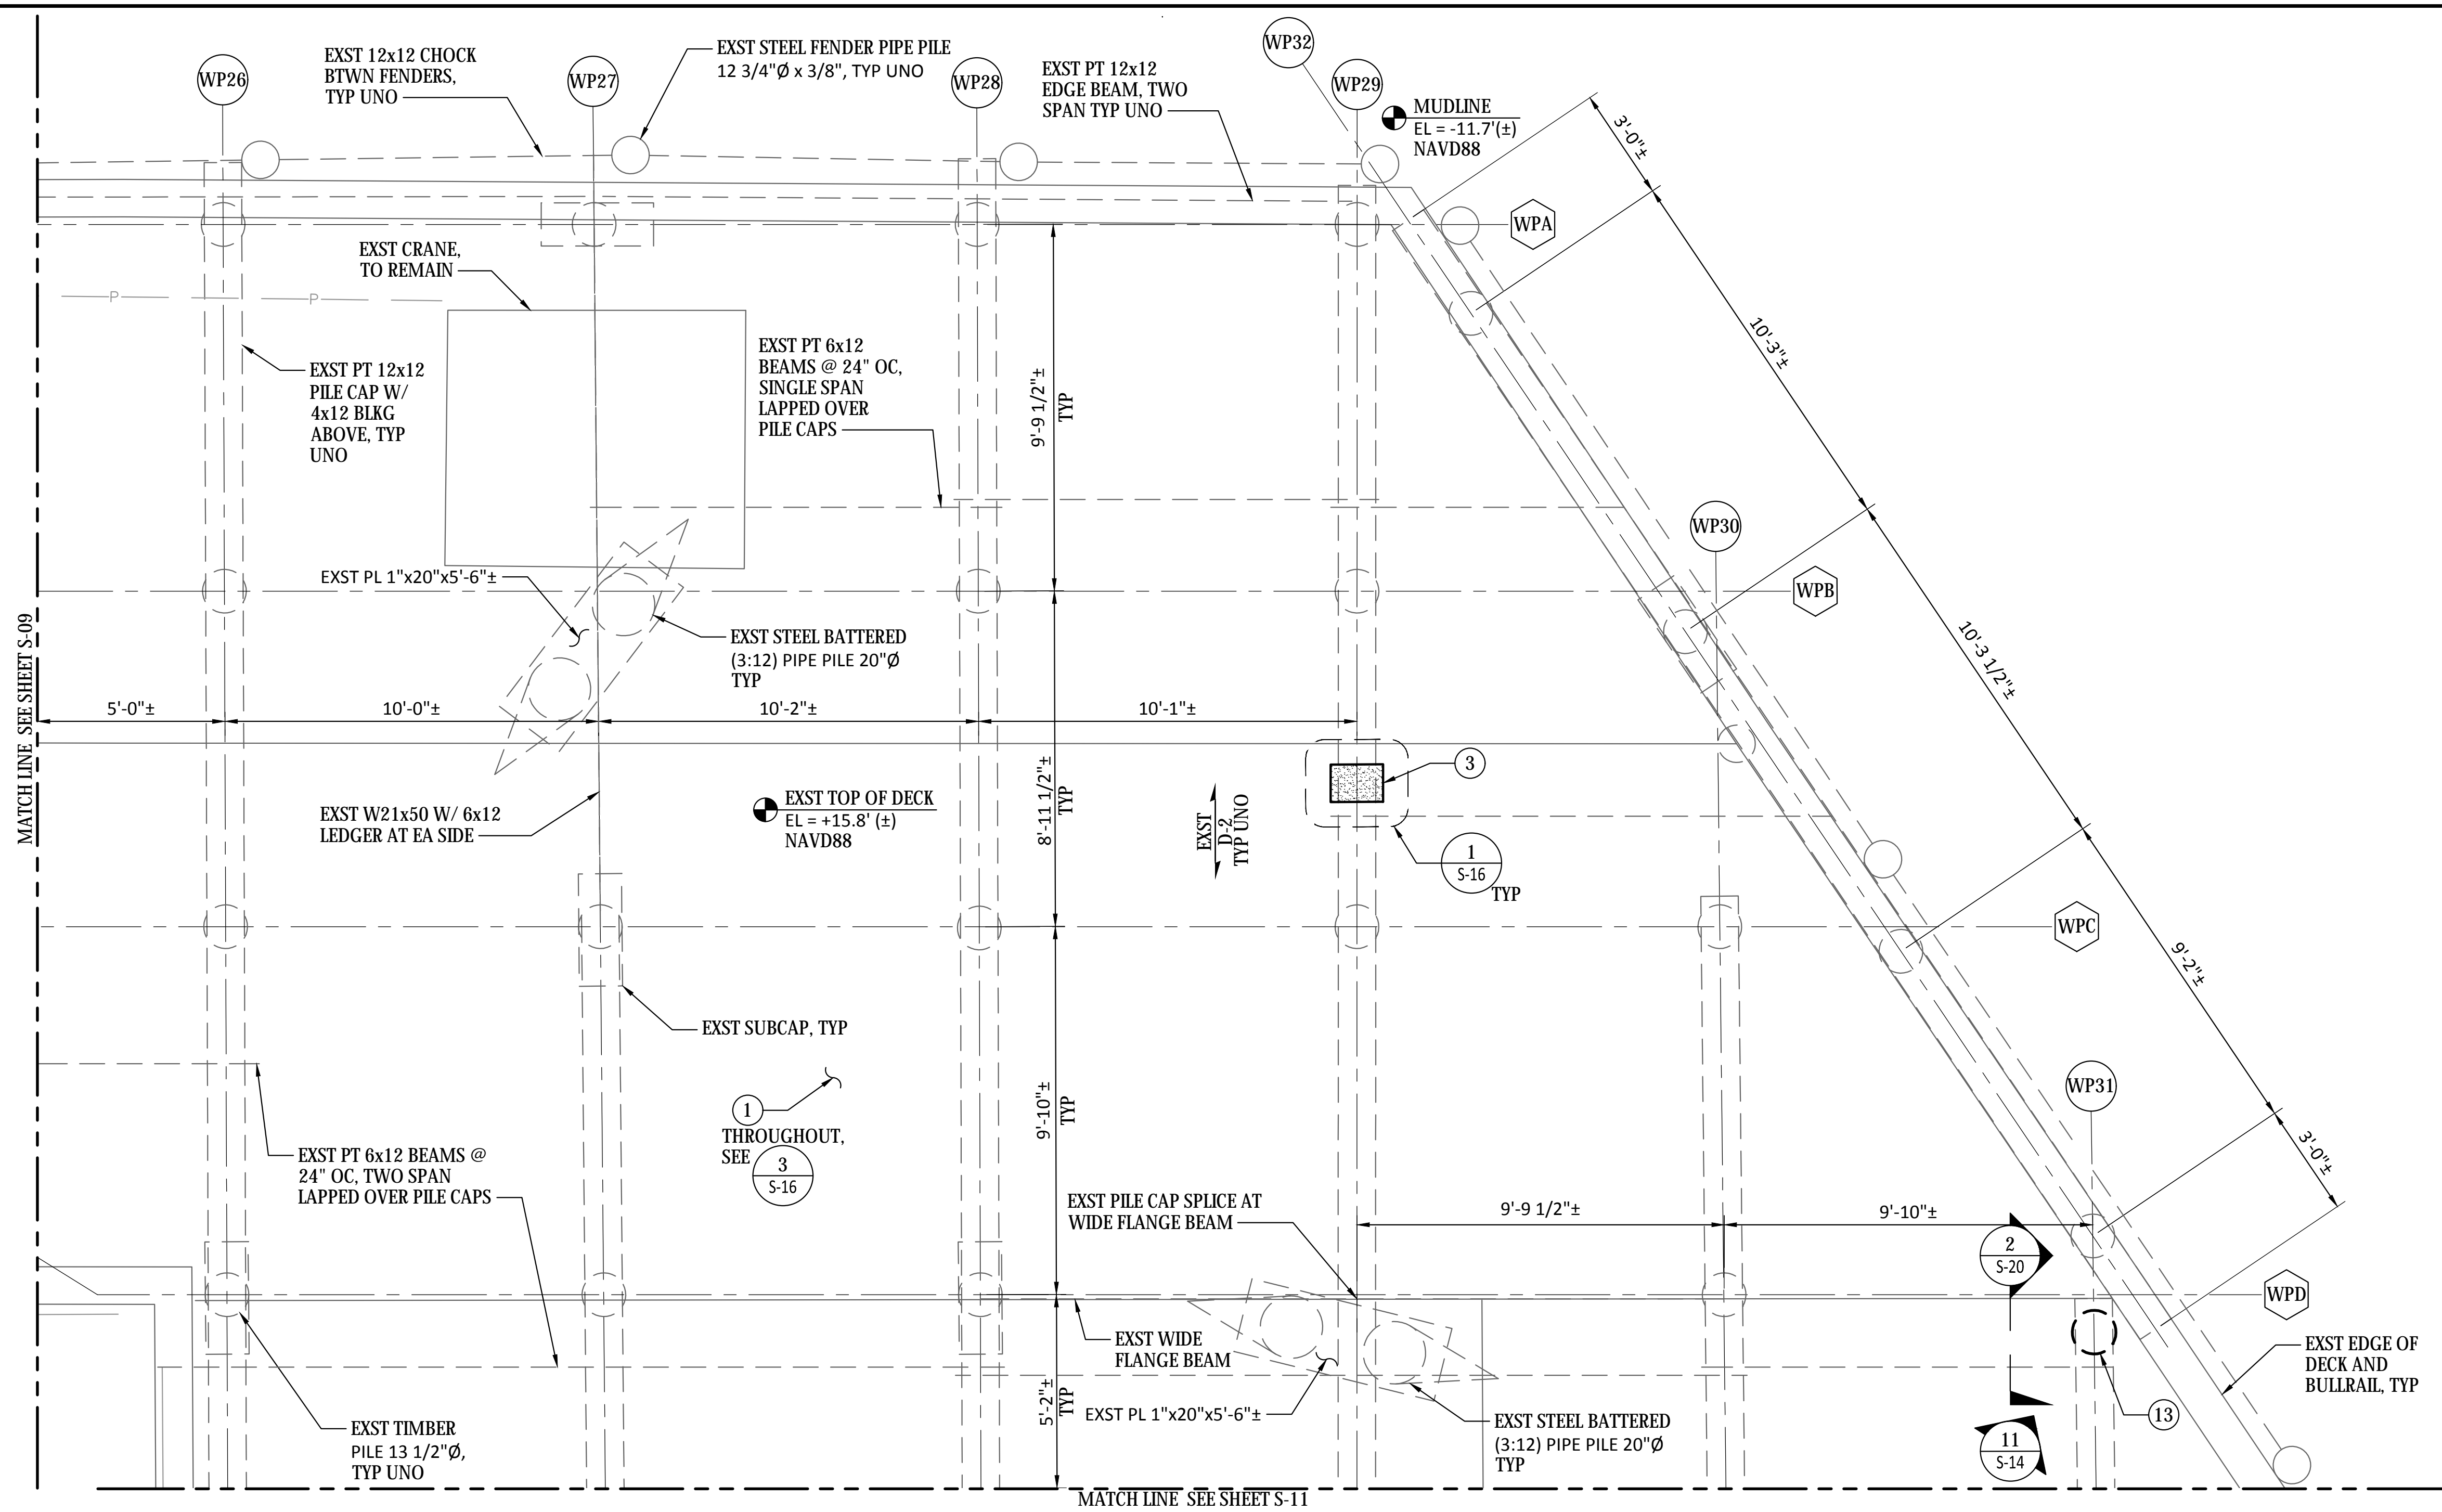 WP26
EXST 12x12 CHOCK
BTWN FENDERS,
TYP UNO
WP27
EXST STEEL FENDER PIPE PILE
12 3/4"Ø x 3/8", TYP UNO
WP28
EXST PT 12x12
EDGE BEAM, TWO
SPAN TYP UNO
WP32
WP29
MUDLINE
EL = -11.7'(±)
NAVD88
3'-0"±
WPA
EXST CRANE,
TO REMAIN
P
P
EXST PT 12x12
PILE CAP W/
4x12 BLKG
ABOVE, TYP
UNO
EXST PT 6x12
BEAMS @ 24" OC,
SINGLE SPAN
LAPPED OVER
PILE CAPS
9'-9 1/2"±
TYP
10'-3"±
WP30
WPB
EXST PL 1"x20"x5'-6"±
EXST STEEL BATTERED
(3:12) PIPE PILE 20"Ø
TYP
10'-3 1/2"±
MATCH LINE  SEE SHEET S-09
5'-0"±
10'-0"±
10'-2"±
10'-1"±
3
EXST W21x50 W/ 6x12
LEDGER AT EA SIDE
EXST TOP OF DECK
EL = +15.8' (±)
NAVD88
8'-11 1/2"±
TYP
EXST
D-2
TYP UNO
1
S-16
TYP
WPC
9'-2"±
EXST SUBCAP, TYP
1
THROUGHOUT,
SEE
3
S-16
9'-10"±
TYP
WP31
3'-0"±
EXST PT 6x12 BEAMS @
24" OC, TWO SPAN
LAPPED OVER PILE CAPS
EXST PILE CAP SPLICE AT
WIDE FLANGE BEAM
9'-9 1/2"±
9'-10"±
2
S-20
WPD
EXST WIDE
FLANGE BEAM
EXST EDGE OF
DECK AND
BULLRAIL, TYP
5'-2"±
TYP
EXST PL 1"x20"x5'-6"±
EXST STEEL BATTERED
(3:12) PIPE PILE 20"Ø
TYP
13
11
S-14
EXST TIMBER
PILE 13 1/2"Ø,
TYP UNO
MATCH LINE  SEE SHEET S-11